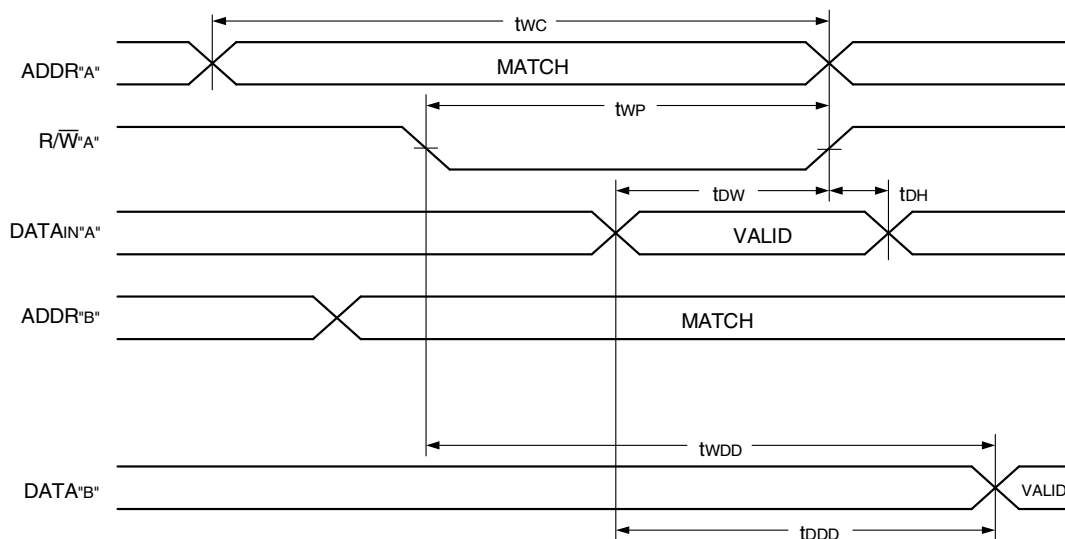 tWC
ADDR"A"
MATCH
tWP
R/W̅"A"
tDW
tDH
DATAIN"A"
VALID
ADDR"B"
MATCH
tWDD
DATA"B"
VALID
tDDD